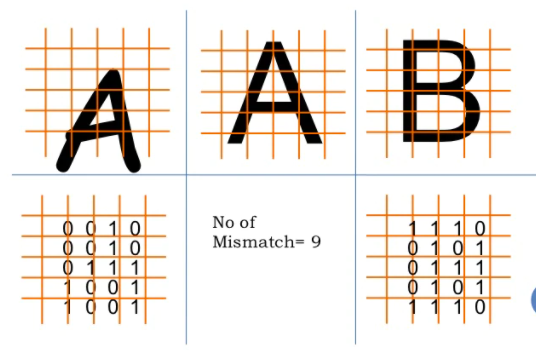 A A B
0 0 1 0
0 0 1 0
0 1 1 1
1 0 0 1
1 0 0 1
No of
Mismatch= 9
1 1 1 0
0 1 0 1
0 1 1 1
0 1 0 1
1 1 1 0